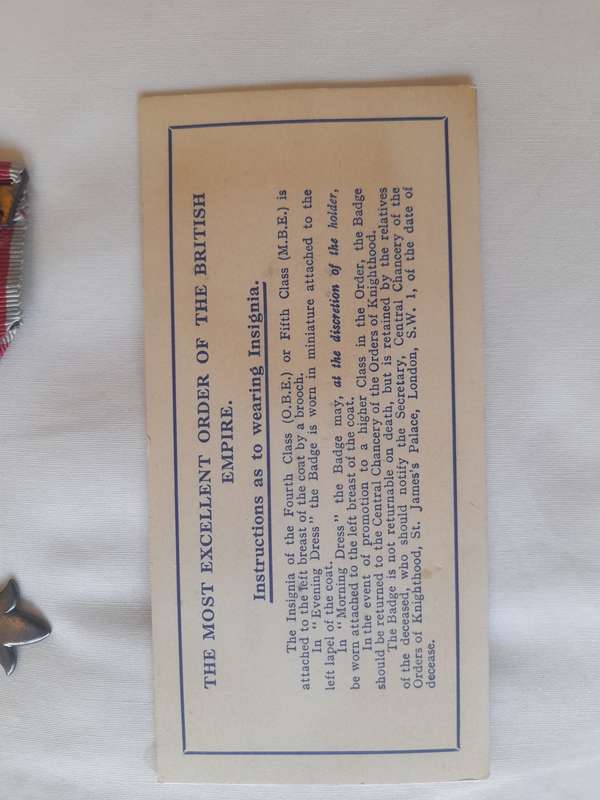 THE MOST EXCELLENT ORDER OF THE BRITISH
EMPIRE.
Instructions as to wearing Insignia.
The Insignia of the Fourth Class (O.B.E.) or Fifth Class (M.B.E.) is
attached to the left breast of the coat by a brooch.
In "Evening Dress" the Badge is worn in miniature attached to the
left lapel of the coat.
In "Morning Dress" the Badge may, at the discretion of the holder,
be worn attached to the left breast of the coat.
In the event of promotion to a higher Class in the Order, the Badge
should be returned to the Central Chancery of the Orders of Knighthood.
The Badge is not returnable on death, but is retained by the relatives
of the deceased, who should notify the Secretary, Central Chancery of the
Orders of Knighthood, St. James's Palace, London, S.W. 1, of the date of
decease.